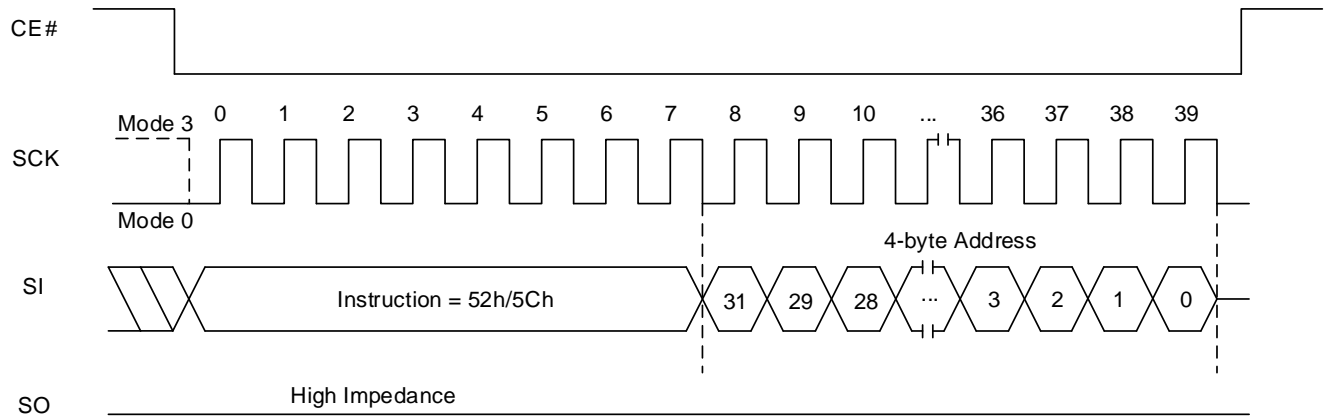 CE#
0 1 2 3 4 5 6 7 8 9 10 ... 36 37 38 39
Mode 3
SCK
Mode 0
4-byte Address
SI
Instruction = 52h/5Ch 31 29 28 ... 3 2 1 0
High Impedance
SO